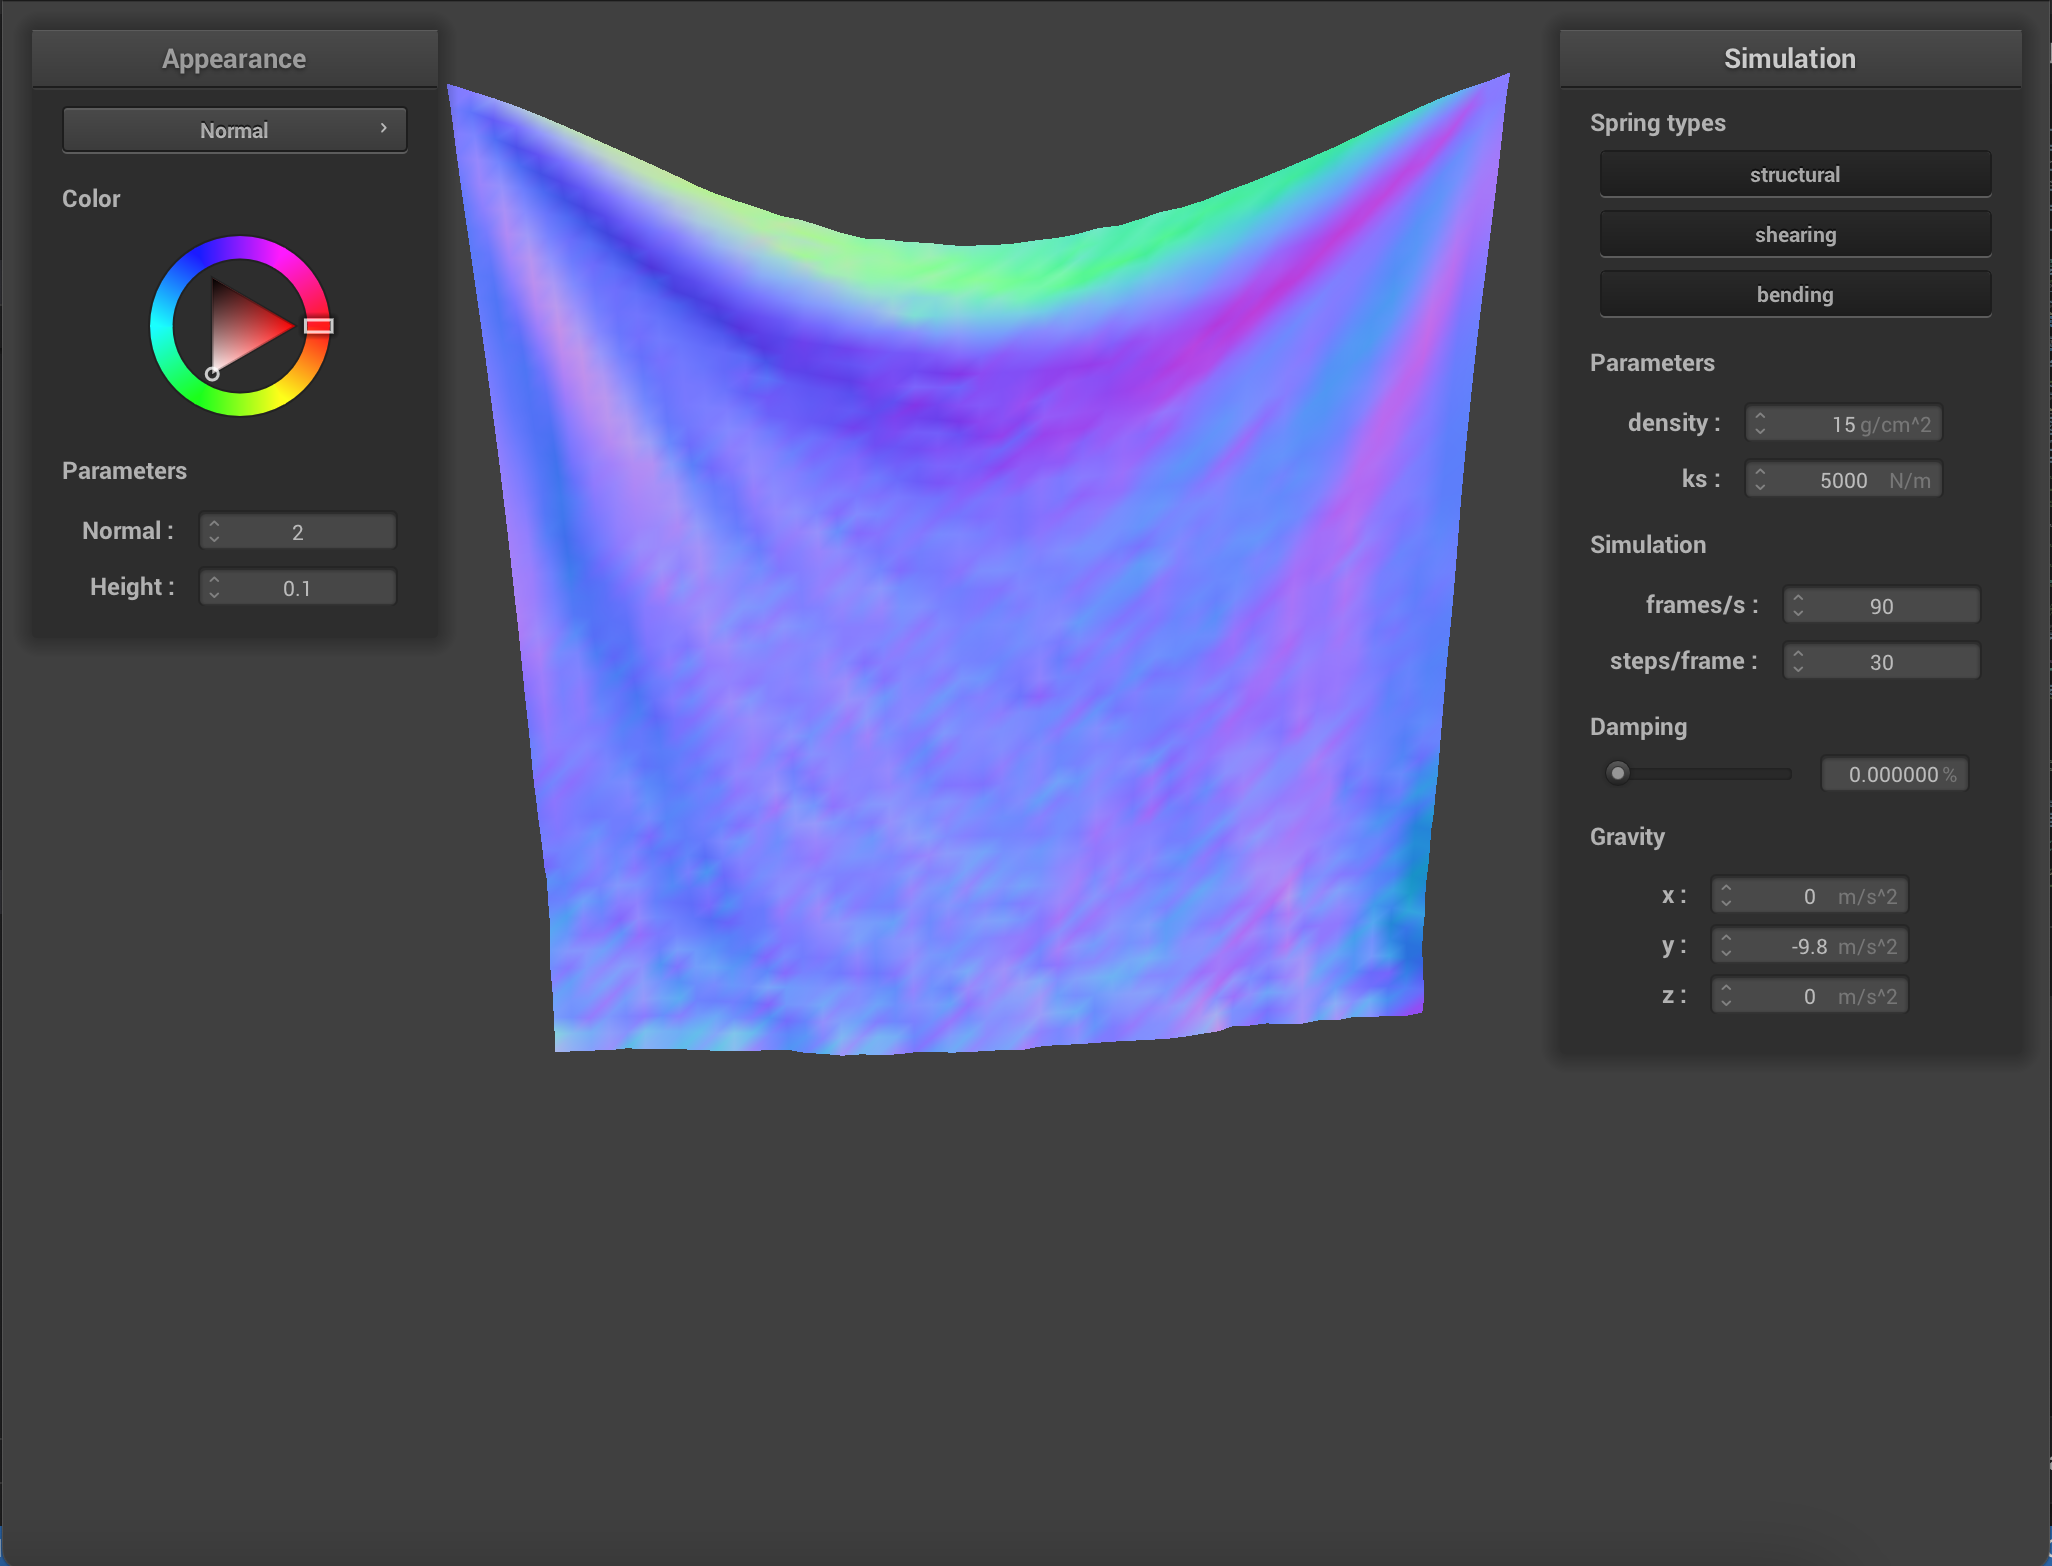 Appearance
Normal
Color
Parameters
Normal : 2
Height : 0.1
Simulation
Spring types
structural
shearing
bending
Parameters
density : 15 g/cm^2
ks : 5000 N/m
Simulation
frames/s : 90
steps/frame : 30
Damping
0.000000 %
Gravity
x : 0 m/s^2
y : -9.8 m/s^2
z : 0 m/s^2